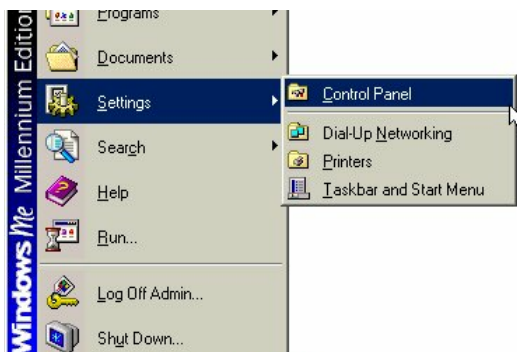 Windows Me Millennium Edition
Programs
Documents
Settings
Search
Help
Run...
Log Off Admin...
Shut Down...
Control Panel
Dial-Up Networking
Printers
Taskbar and Start Menu